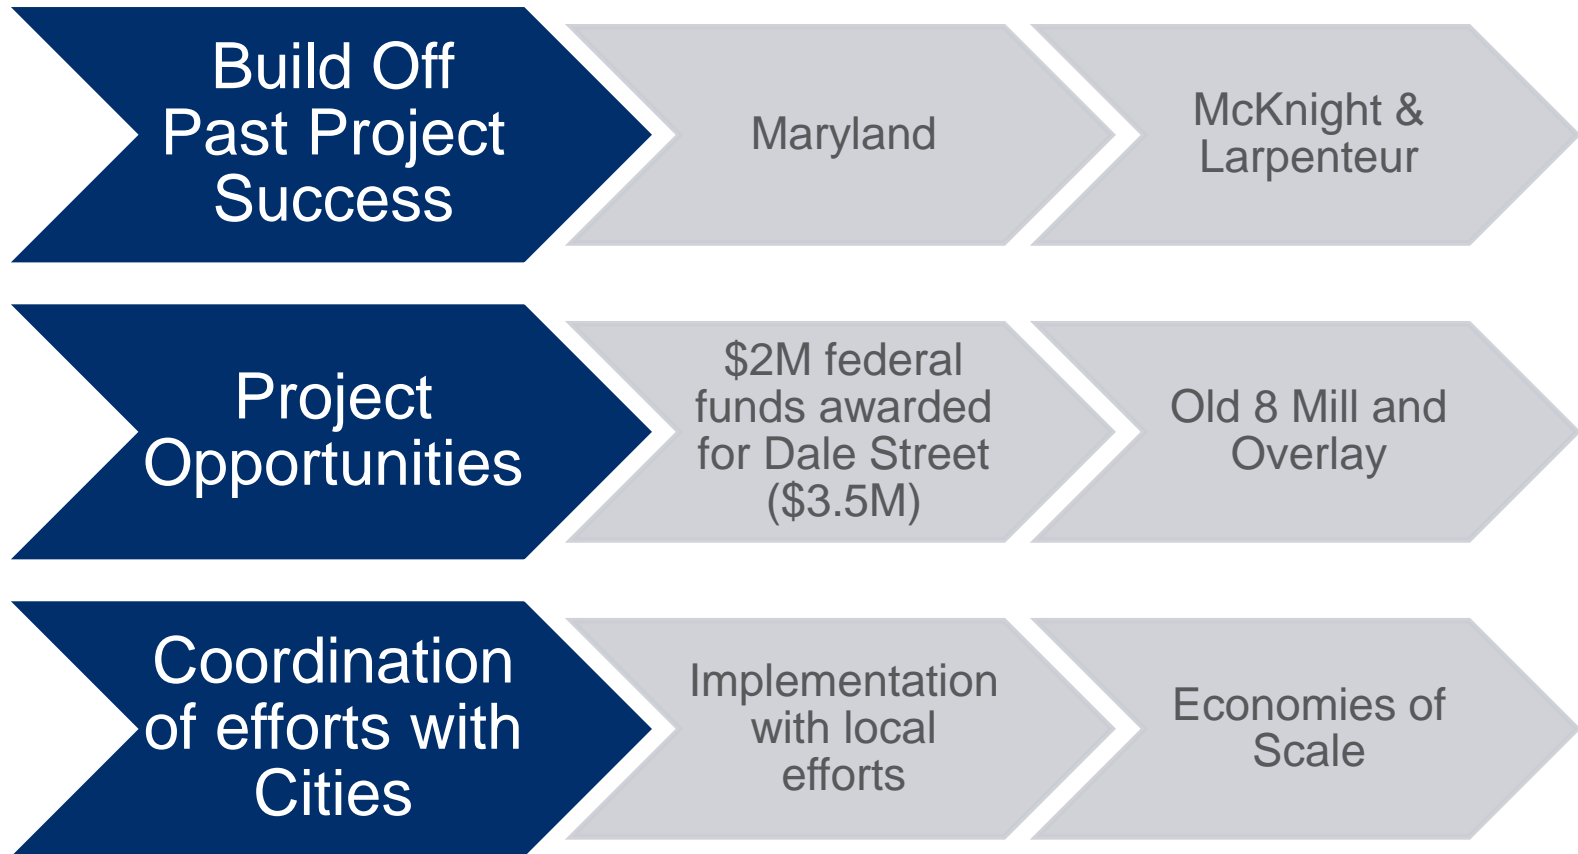 Build Off
Past Project
Success
Maryland
McKnight &
Larpenteur
Project
Opportunities
$2M federal
funds awarded
for Dale Street
($3.5M)
Old 8 Mill and
Overlay
Coordination
of efforts with
Cities
Implementation
with local
efforts
Economies of
Scale